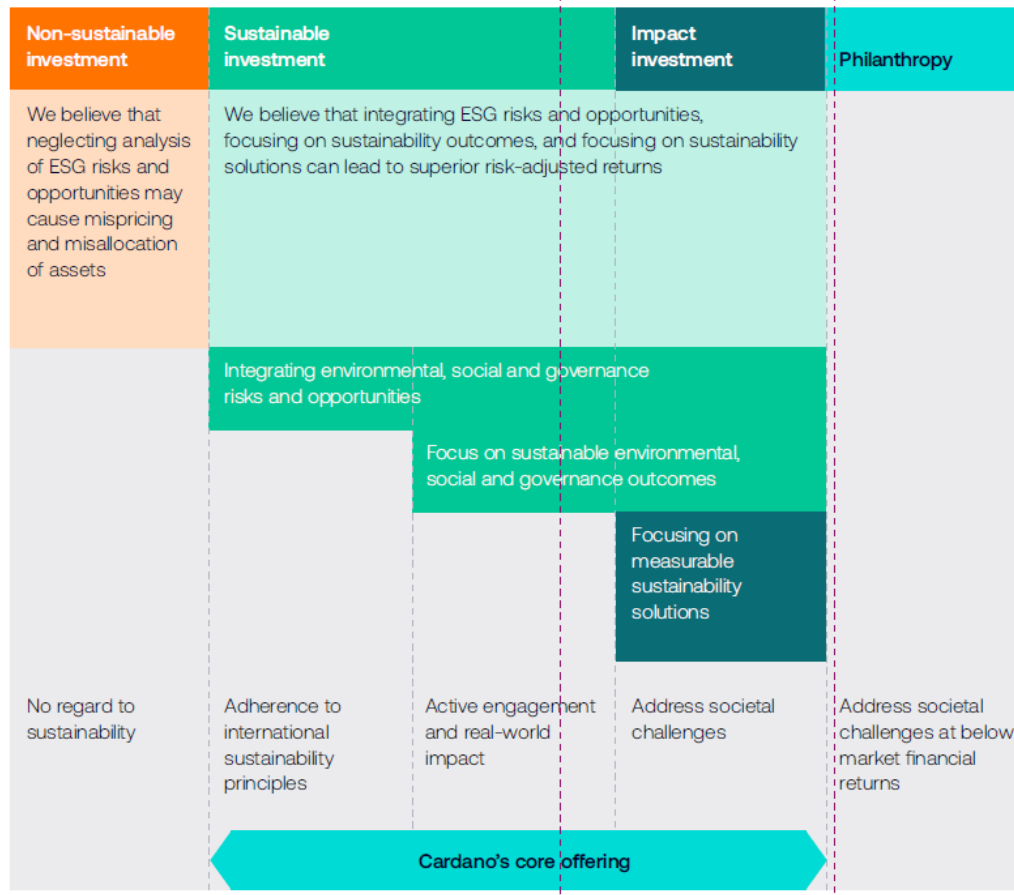 Non-sustainable
investment
Sustainable
investment
Impact
investment
Philanthropy
We believe that
neglecting analysis
of ESG risks and
opportunities may
cause mispricing
and misallocation
of assets
We believe that integrating ESG risks and opportunities,
focusing on sustainability outcomes, and focusing on sustainability
solutions can lead to superior risk-adjusted returns
Integrating environmental, social and governance
risks and opportunities
Focus on sustainable environmental,
social and governance outcomes
Focusing on
measurable
sustainability
solutions
No regard to
sustainability
Adherence to
international
sustainability
principles
Active engagement
and real-world
impact
Address societal
challenges
Address societal
challenges at below
market financial
returns
Cardano's core offering